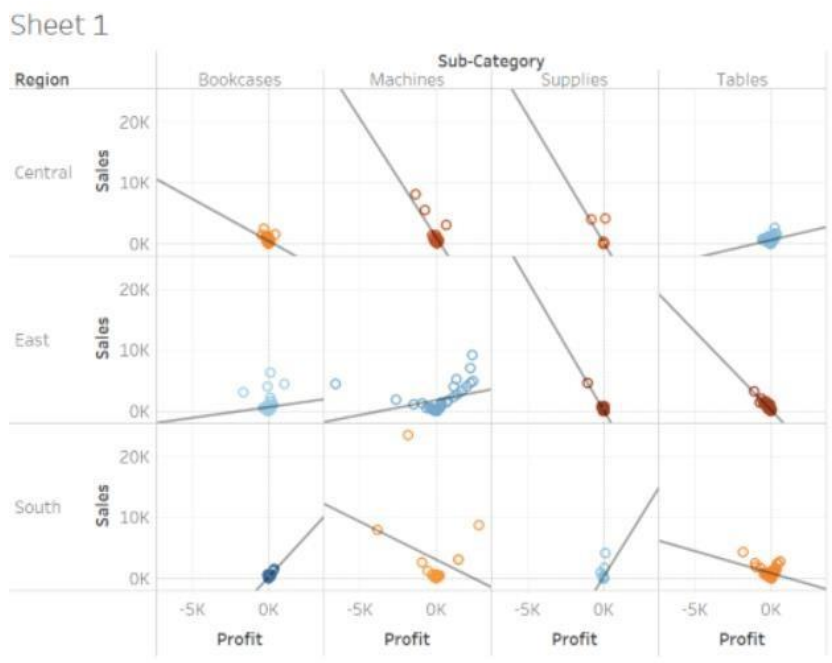 Sheet 1
Sub-Category
Region Bookcases Machines Supplies Tables
Central Sales 20K 10K 0K
East Sales 20K 10K 0K
South Sales 20K 10K 0K
-5K 0K -5K 0K -5K 0K -5K 0K
Profit Profit Profit Profit